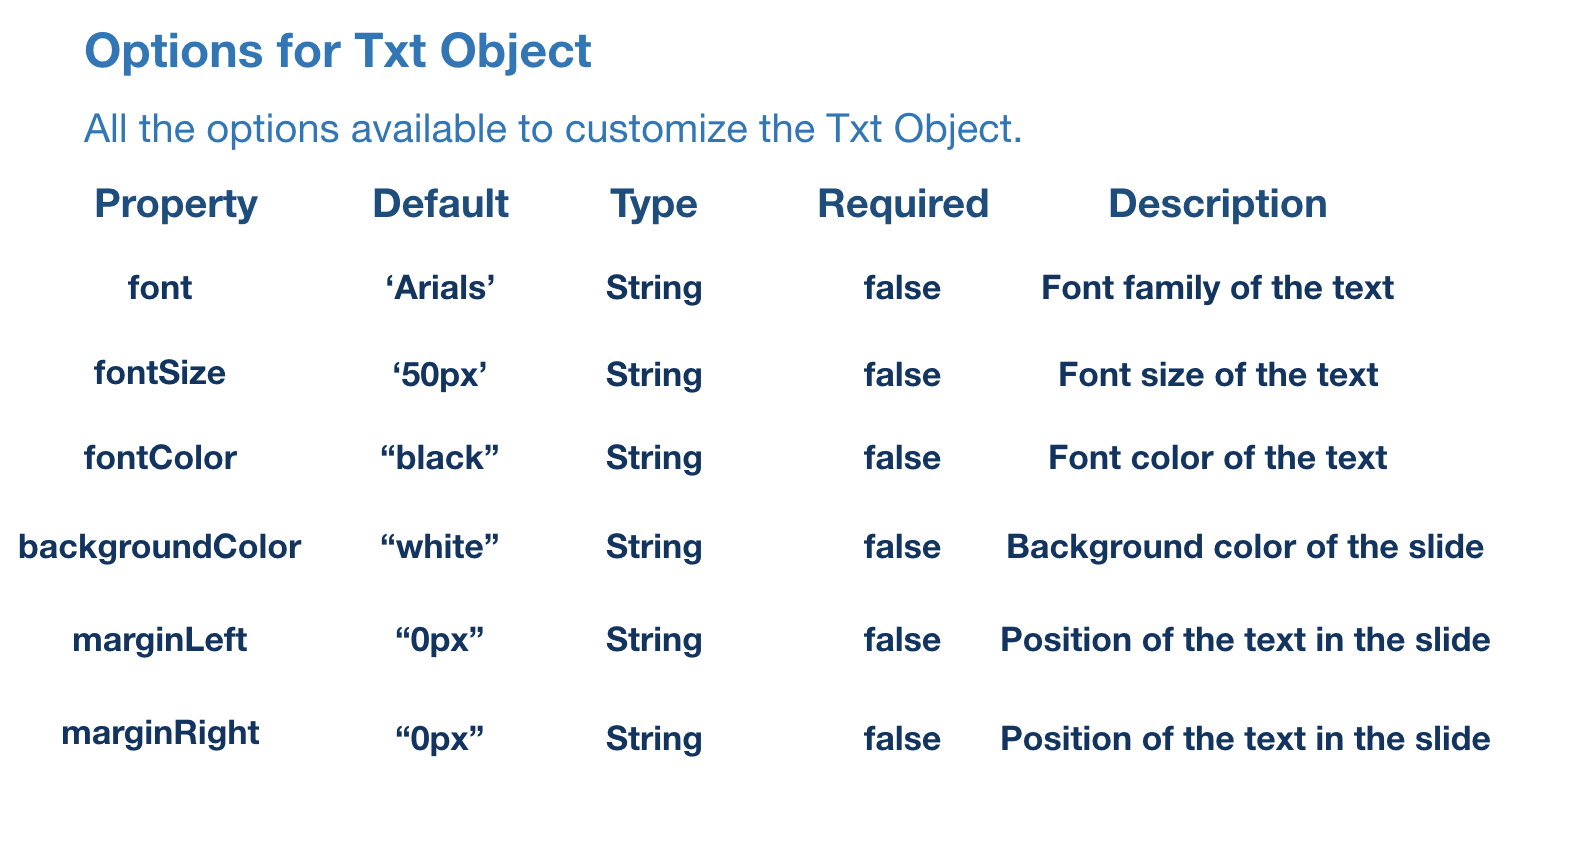 Options for Txt Object
All the options available to customize the Txt Object.
Property Default Type Required Description
font ‘Arials’ String false Font family of the text
fontSize ‘50px’ String false Font size of the text
fontColor “black” String false Font color of the text
backgroundColor “white” String false Background color of the slide
marginLeft “0px” String false Position of the text in the slide
marginRight “0px” String false Position of the text in the slide